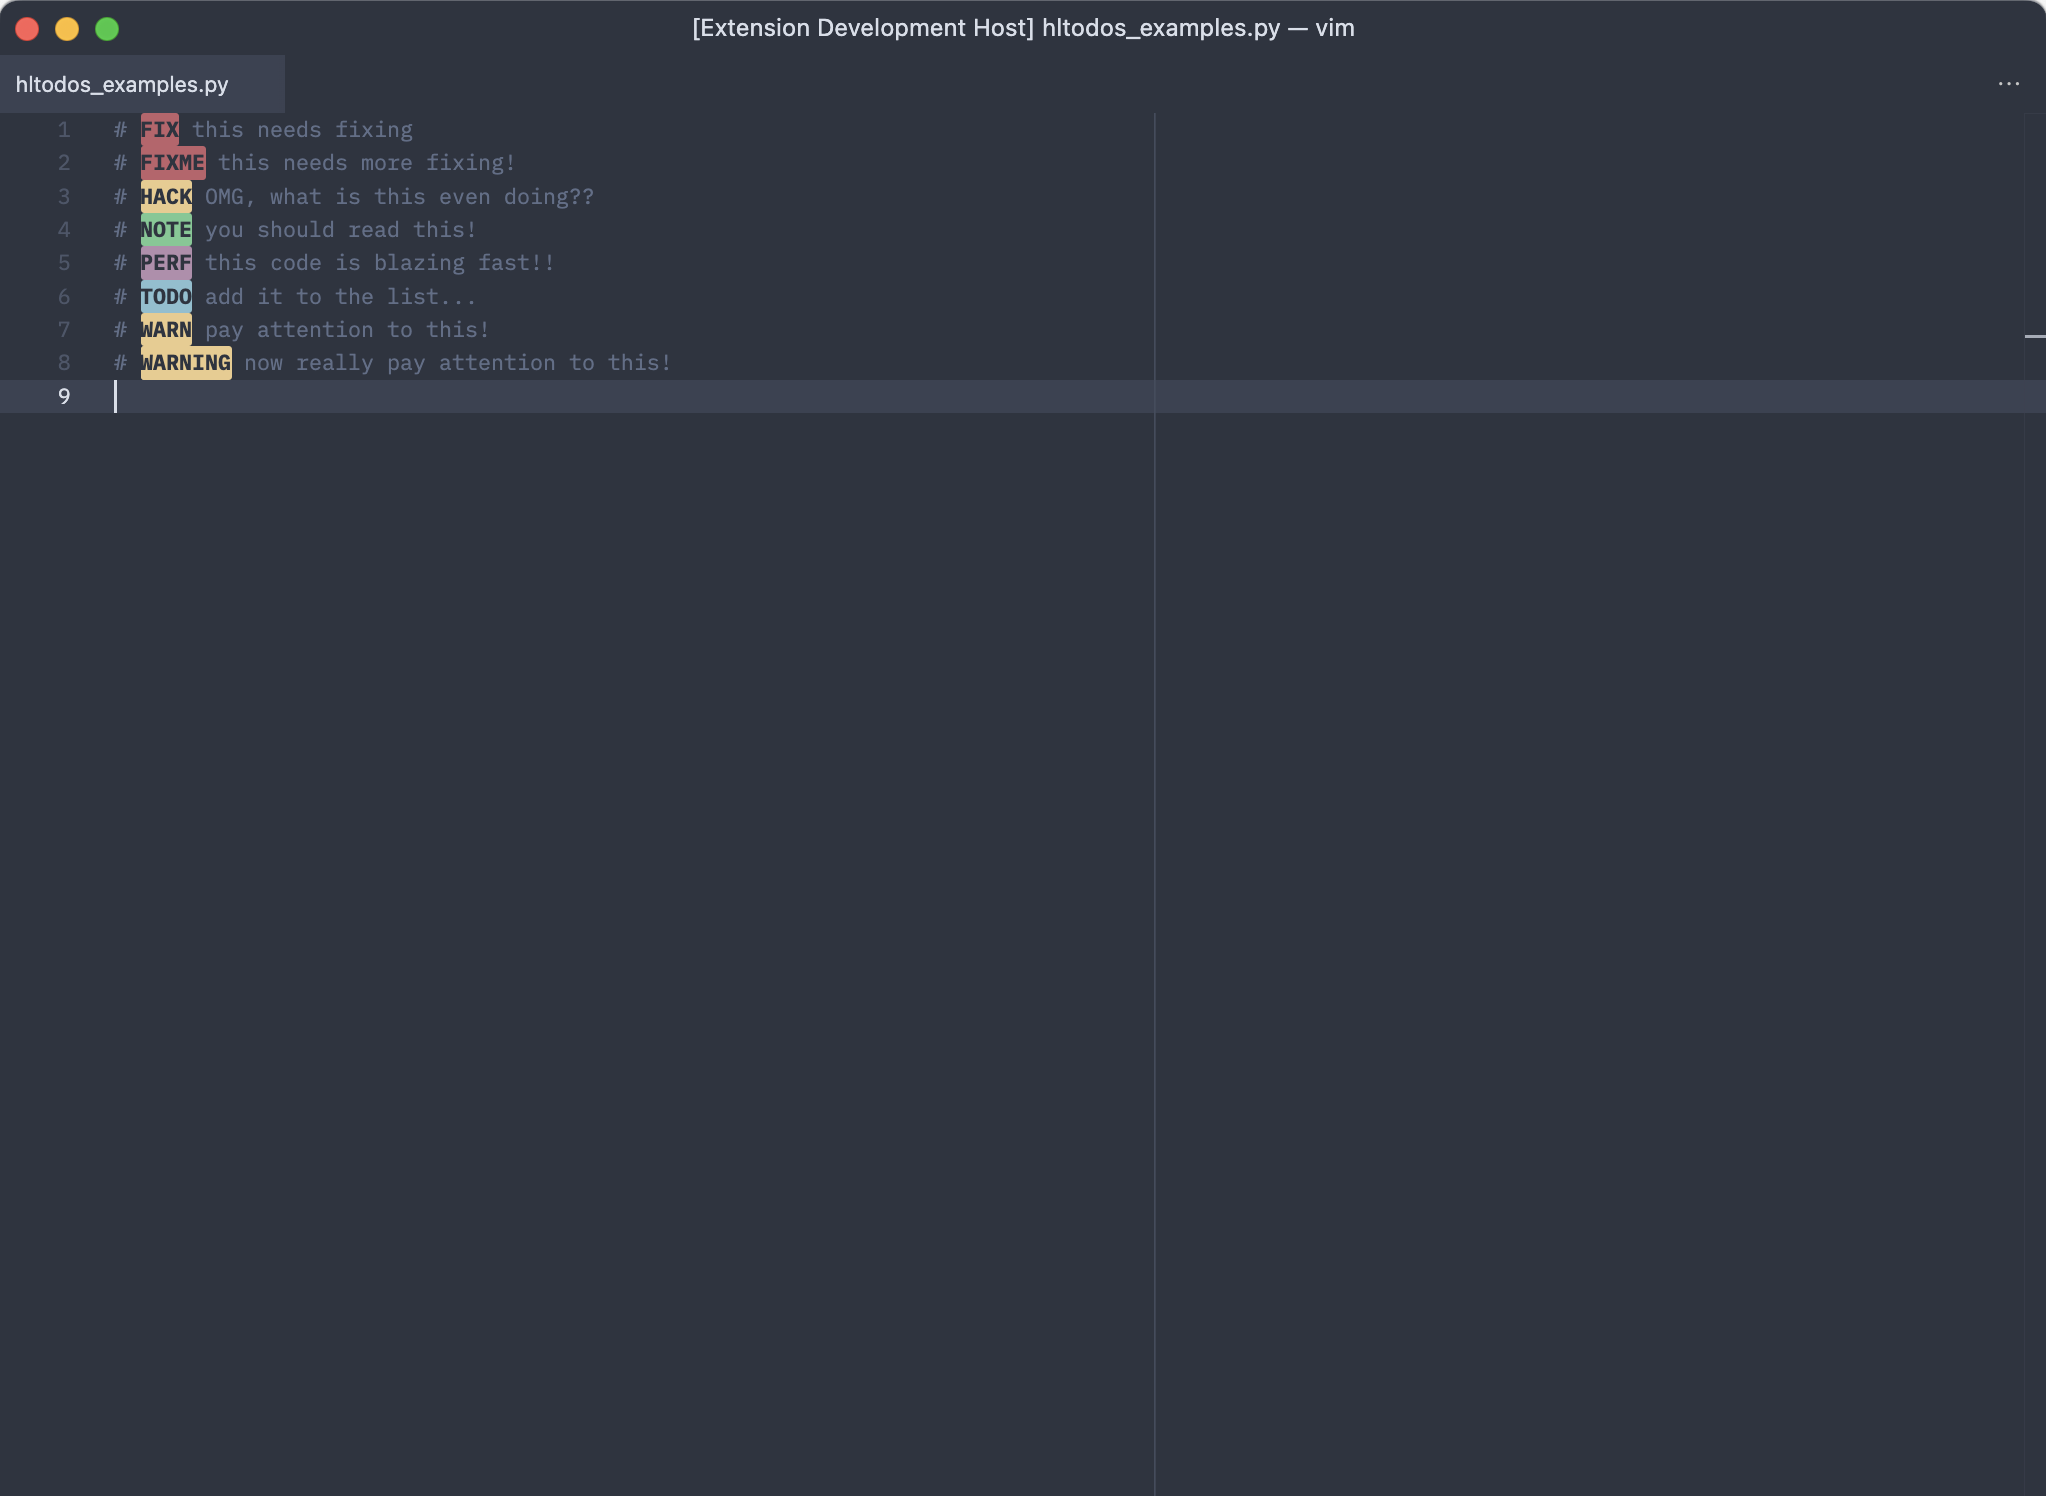 [Extension Development Host] hltodos_examples.py — vim
hltodos_examples.py
1 # FIX this needs fixing
2 # FIXME this needs more fixing!
3 # HACK OMG, what is this even doing??
4 # NOTE you should read this!
5 # PERF this code is blazing fast!!
6 # TODO add it to the list...
7 # WARN pay attention to this!
8 # WARNING now really pay attention to this!
9